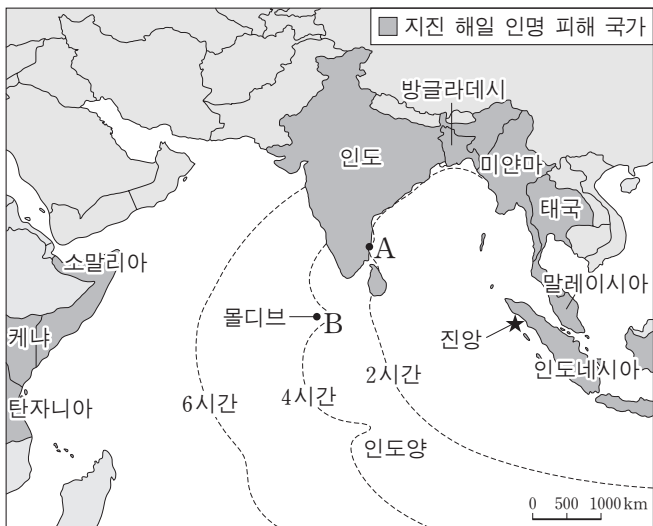 지진 해일 인명 피해 국가
방글라데시
인도
미얀마
태국
A
소말리아
말레이시아
몰디브
B
케냐
진앙
2시간
인도네시아
6시간
4시간
탄자니아
인도양
0 500 1000 km